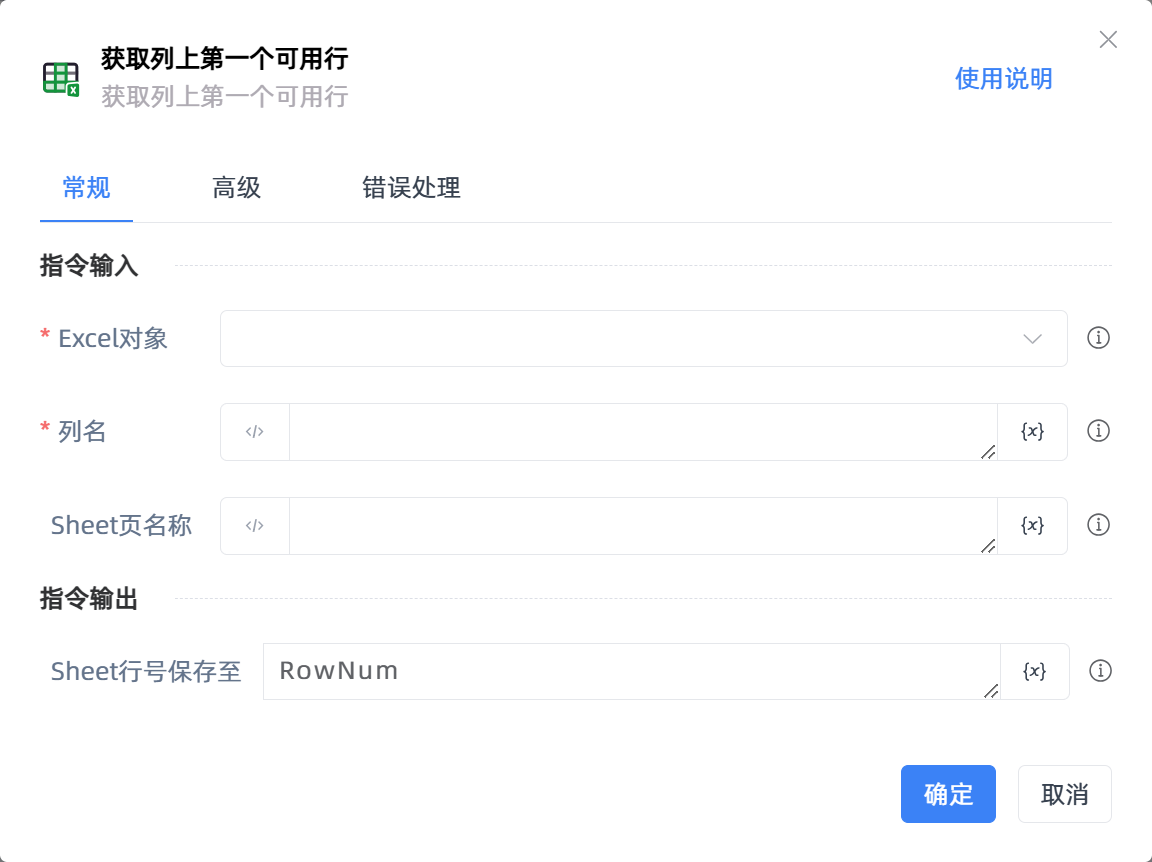 获取列上第一个可用行
获取列上第一个可用行
使用说明
常规 高级 错误处理
指令输入
* Excel对象
* 列名 </> {x}
Sheet页名称 </> {x}
指令输出
Sheet行号保存至 RowNum {x}
确定 取消